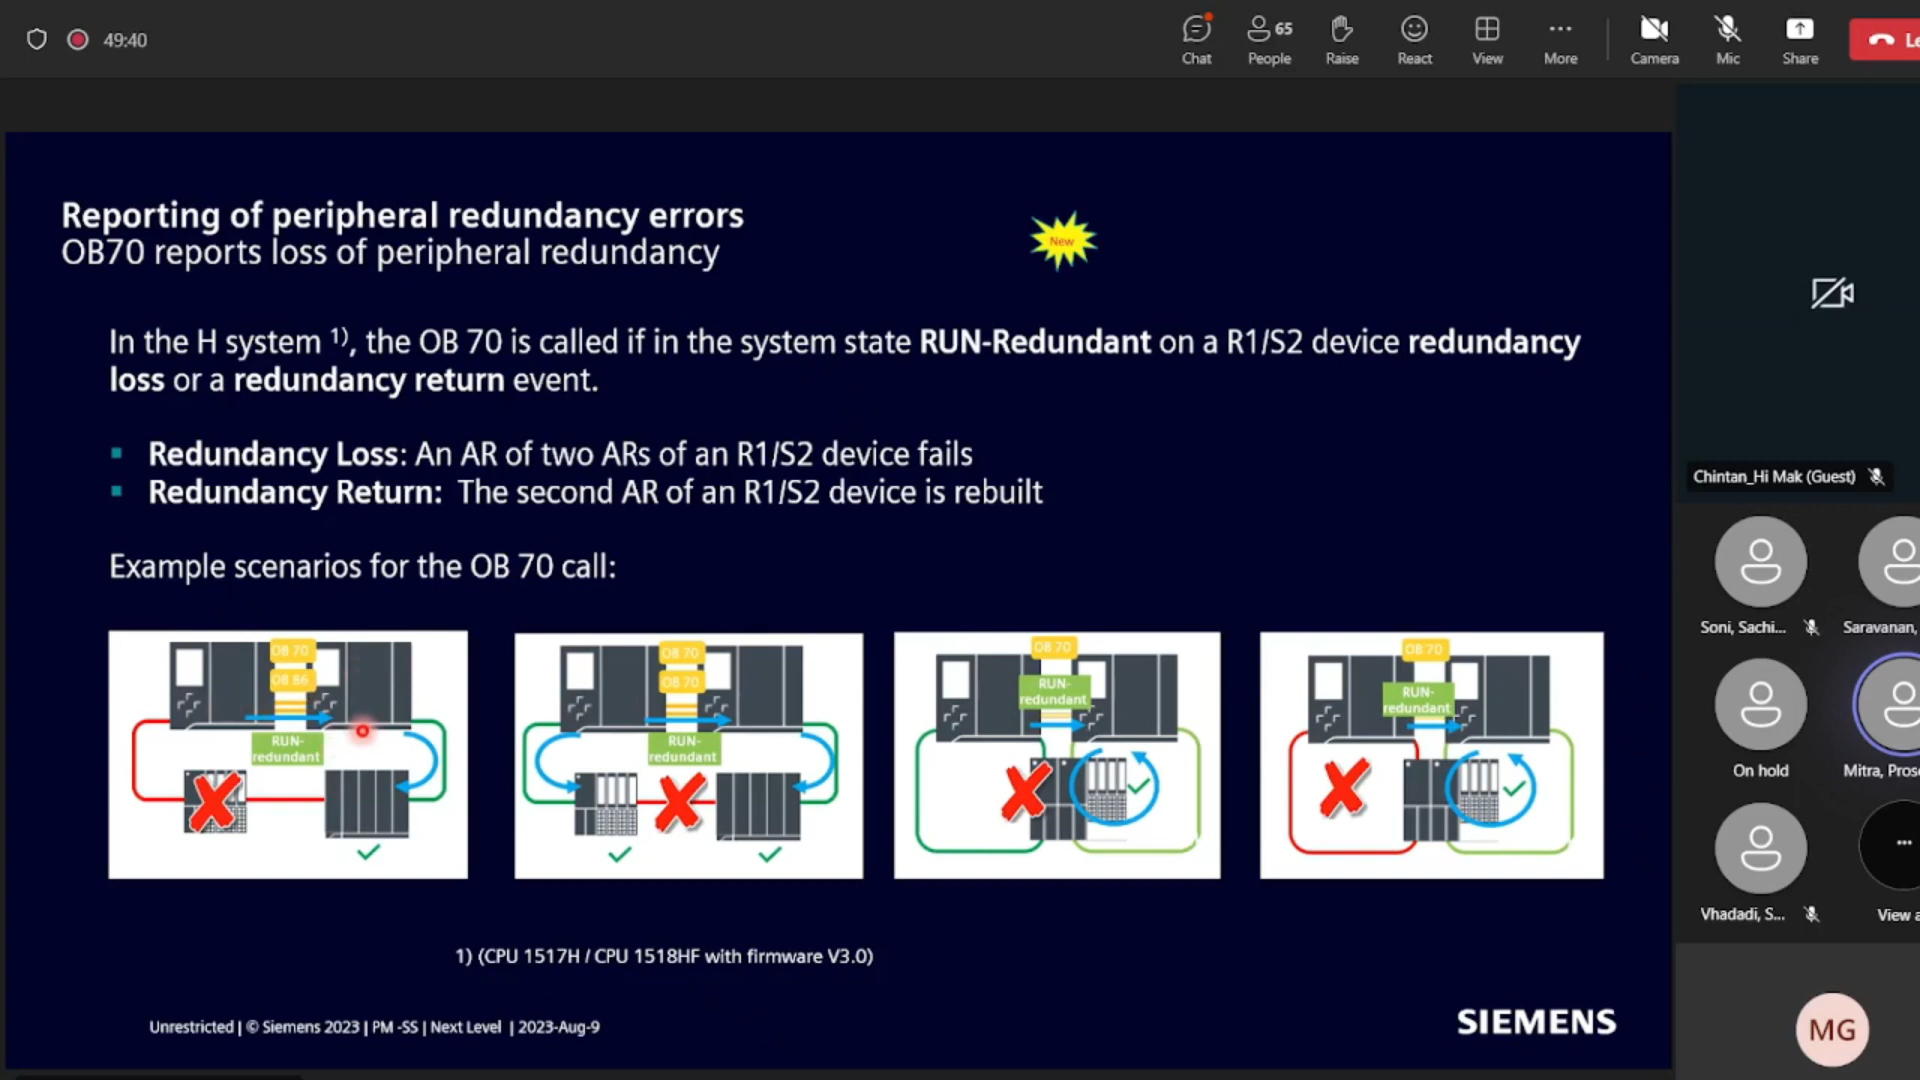 49:40
Chat
65
People
Raise
React
View
More
Camera
Mic
Share
Le
Reporting of peripheral redundancy errors
OB70 reports loss of peripheral redundancy
New
In the H system 1), the OB 70 is called if in the system state RUN-Redundant on a R1/S2 device redundancy
loss or a redundancy return event.
Redundancy Loss: An AR of two ARs of an R1/S2 device fails
Redundancy Return: The second AR of an R1/S2 device is rebuilt
Example scenarios for the OB 70 call:
OB 70
OB 86
RUN-
redundant
OB 70
OB 70
RUN-
redundant
OB 70
RUN-
redundant
OB 70
RUN-
redundant
1) (CPU 1517H / CPU 1518HF with firmware V3.0)
Unrestricted | © Siemens 2023 | PM -SS | Next Level | 2023-Aug-9
SIEMENS
Chintan_Hi Mak (Guest)
Soni, Sachi...
Saravanan,
On hold
Mitra, Prose
Vhadadi, S...
View a
MG